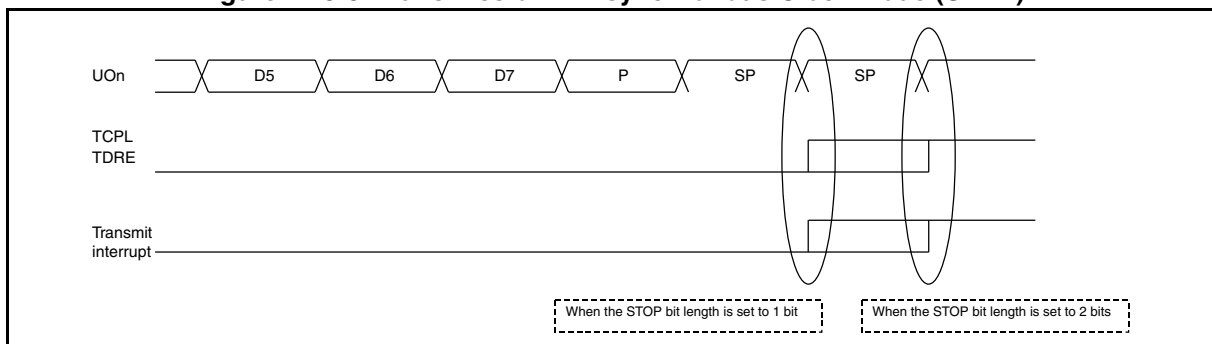 UOn D5 D6 D7 P SP SP
TCPL
TDRE
Transmit
interrupt
When the STOP bit length is set to 1 bit
When the STOP bit length is set to 2 bits